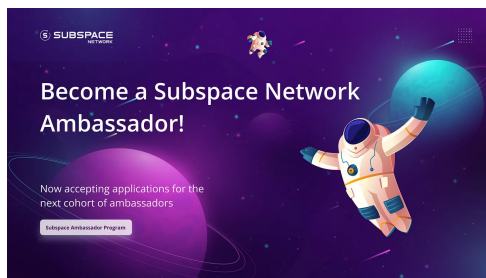 SUBSPACE
NETWORK
Become a Subspace Network
Ambassador!
Now accepting applications for the
next cohort of ambassadors
Subspace Ambassador Program